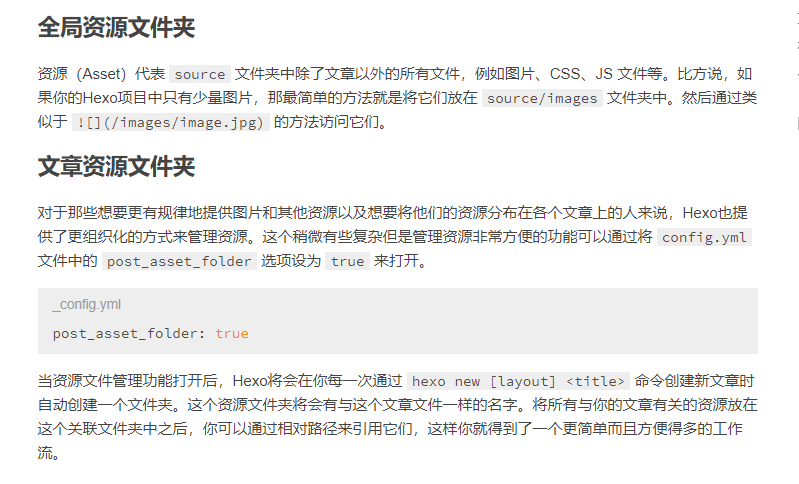 全局资源文件夹
资源（Asset）代表 source 文件夹中除了文章以外的所有文件，例如图片、CSS、JS 文件等。比方说，如
果你的Hexo项目中只有少量图片，那最简单的方法就是将它们放在 source/images 文件夹中。然后通过类
似于 ![](/images/image.jpg) 的方法访问它们。
文章资源文件夹
对于那些想要更有规律地提供图片和其他资源以及想要将他们的资源分布在各个文章上的人来说，Hexo也提
供了更组织化的方式来管理资源。这个稍微有些复杂但是管理资源非常方便的功能可以通过将 config.yml
文件中的 post_asset_folder 选项设为 true 来打开。
_config.yml
post_asset_folder: true
当资源文件管理功能打开后，Hexo将会在你每一次通过 hexo new [layout] <title> 命令创建新文章时
自动创建一个文件夹。这个资源文件夹将会有与这个文章文件一样的名字。将所有与你的文章有关的资源放在
这个关联文件夹中之后，你可以通过相对路径来引用它们，这样你就得到了一个更简单而且方便得多的工作
流。